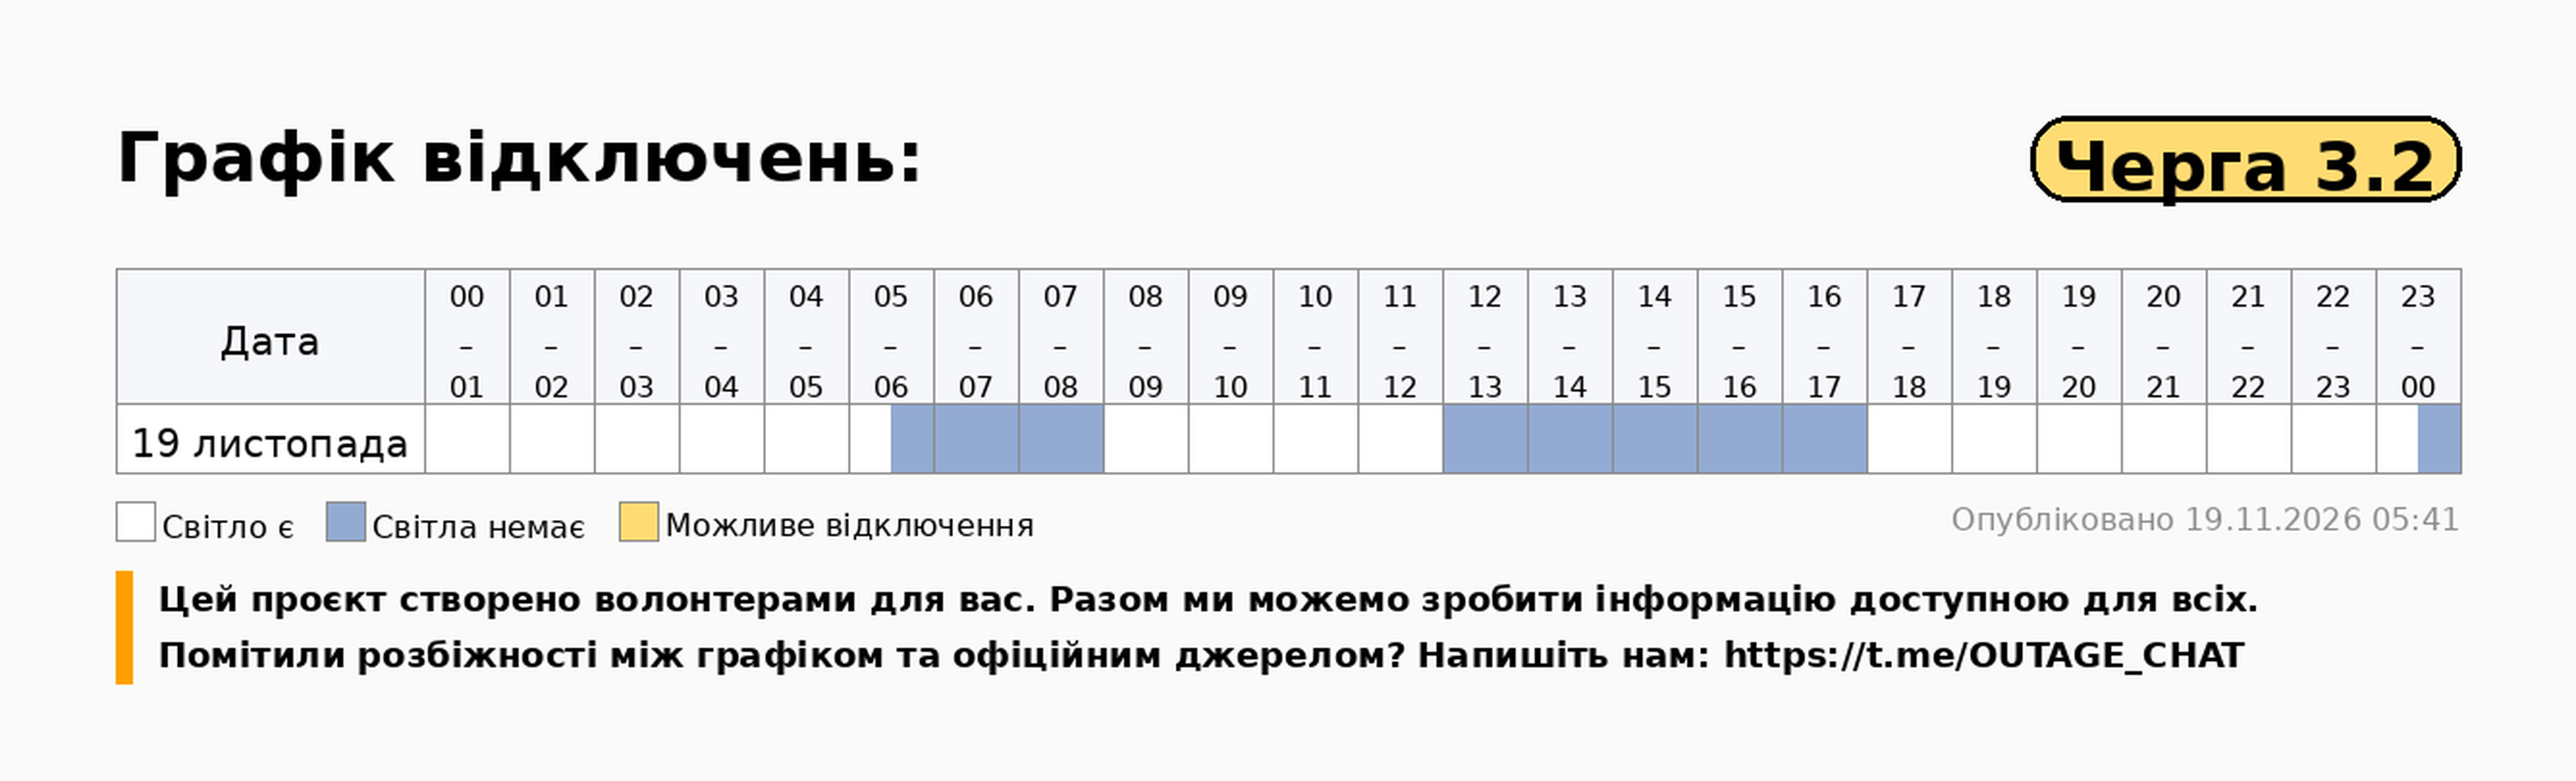 Графік відключень:
Черга 3.2
Дата
00 – 01
01 – 02
02 – 03
03 – 04
04 – 05
05 – 06
06 – 07
07 – 08
08 – 09
09 – 10
10 – 11
11 – 12
12 – 13
13 – 14
14 – 15
15 – 16
16 – 17
17 – 18
18 – 19
19 – 20
20 – 21
21 – 22
22 – 23
23 – 00
19 листопада
Світло є
Світла немає
Можливе відключення
Опубліковано 19.11.2026 05:41
Цей проєкт створено волонтерами для вас. Разом ми можемо зробити інформацію доступною для всіх.
Помітили розбіжності між графіком та офіційним джерелом? Напишіть нам: https://t.me/OUTAGE_CHAT